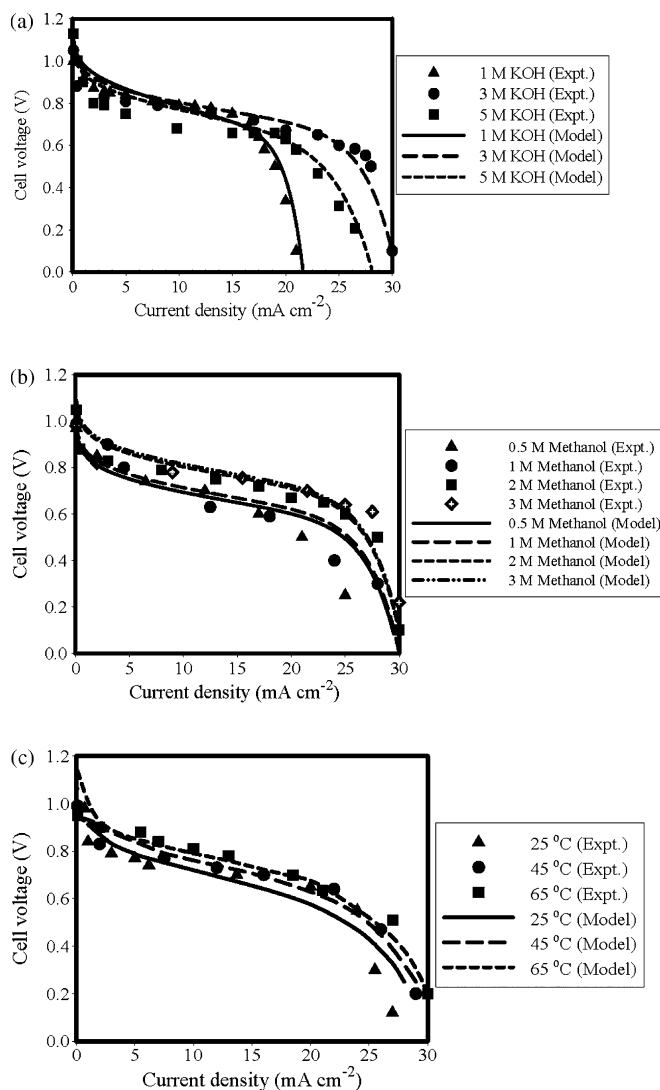 (a)
1.2
1.0
0.8
0.6
0.4
0.2
0.0
Cell voltage (V)
0 5 10 15 20 25 30
Current density (mA cm⁻²)
1 M KOH (Expt.)
3 M KOH (Expt.)
5 M KOH (Expt.)
1 M KOH (Model)
3 M KOH (Model)
5 M KOH (Model)
(b)
1.2
1.0
0.8
0.6
0.4
0.2
0.0
Cell voltage (V)
0 5 10 15 20 25 30
Current density (mA cm⁻²)
0.5 M Methanol (Expt.)
1 M Methanol (Expt.)
2 M Methanol (Expt.)
3 M Methanol (Expt.)
0.5 M Methanol (Model)
1 M Methanol (Model)
2 M Methanol (Model)
3 M Methanol (Model)
(c)
1.2
1.0
0.8
0.6
0.4
0.2
0.0
Cell voltage (V)
0 5 10 15 20 25 30
Current density (mA cm⁻²)
25 ⁰C (Expt.)
45 ⁰C (Expt.)
65 ⁰C (Expt.)
25 ⁰C (Model)
45 ⁰C (Model)
65 ⁰C (Model)